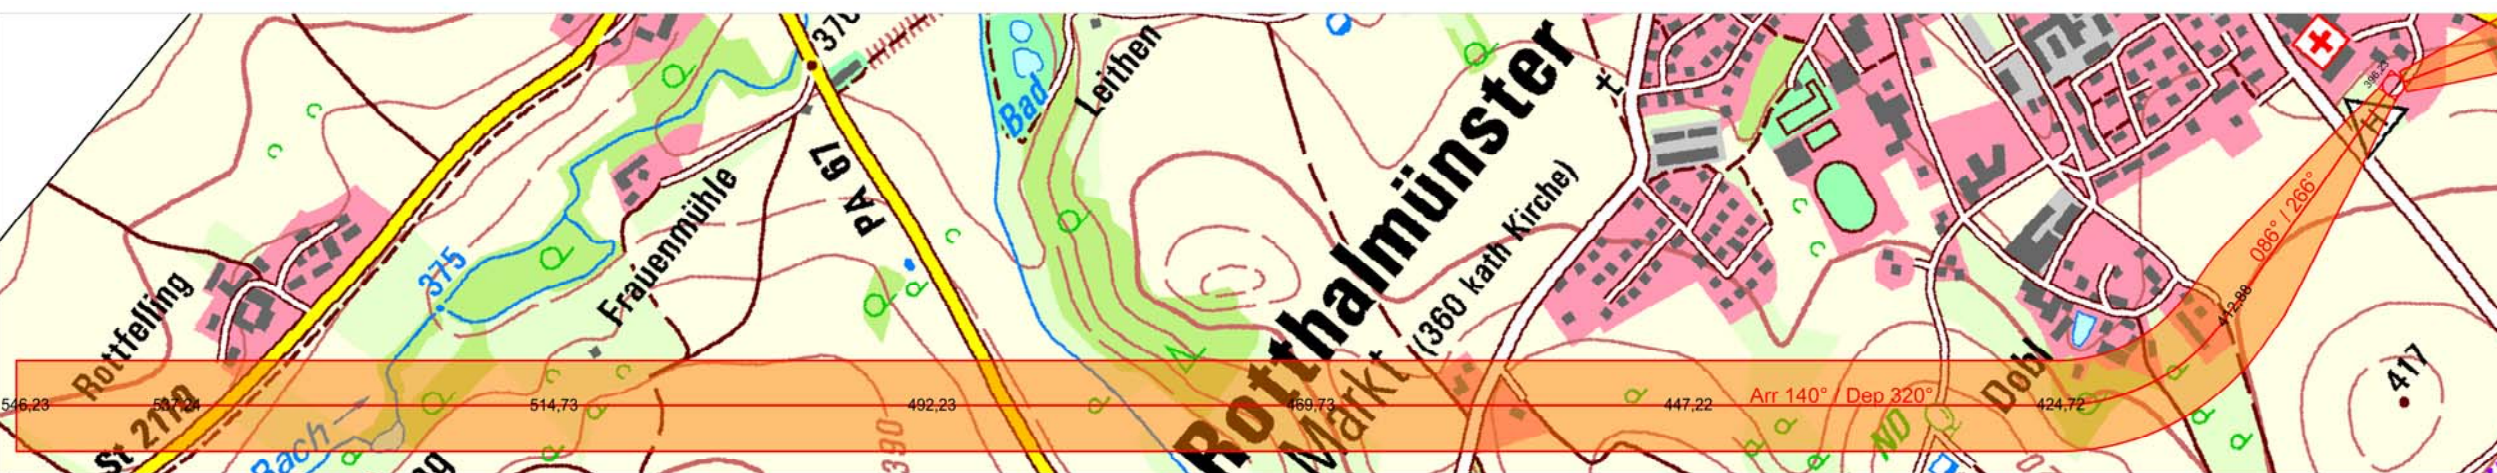 370
Leithen
Bad
Rotthalmünster
Markt
(360 kath Kirche)
396,23
H
PA 67
Frauenmühle
375
Rottfelling
086° / 266°
412,88
417
Dobl
Arr 140° / Dep 320°
546,23
537,24
514,73
492,23
469,73
447,22
424,72
St 2110
Bach
390
ND